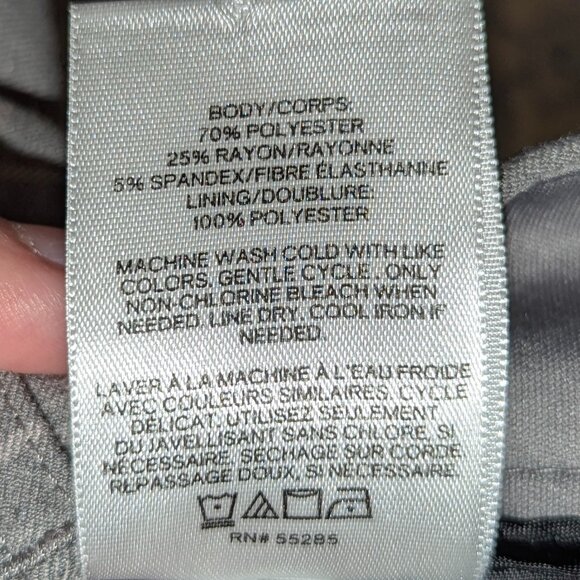 BODY/CORPS:
70% POLYESTER
25% RAYON/RAYONNE
5% SPANDEX/FIBRE ÉLASTHANNE
LINING/DOUBLURE:
100% POLYESTER
MACHINE WASH COLD WITH LIKE
COLORS, GENTLE CYCLE. ONLY
NON-CHLORINE BLEACH WHEN
NEEDED. LINE DRY, COOL IRON IF
NEEDED.
LAVER À LA MACHINE À L'EAU FROIDE
AVEC COULEURS SIMILAIRES, CYCLE
DÉLICAT. UTILISEZ SEULEMENT
DU JAVELLISANT SANS CHLORE, SI
NÉCESSAIRE. SECHAGE SUR CORDE
REPASSAGE DOUX, SI NÉCESSAIRE.
RN# 55285